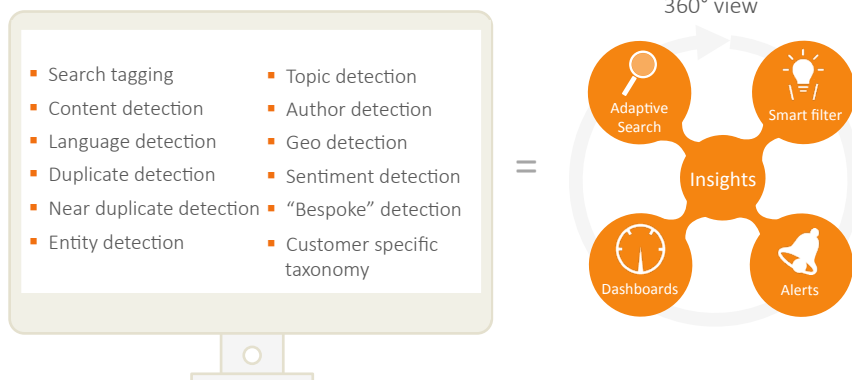 360° view
Search tagging
Content detection
Language detection
Duplicate detection
Near duplicate detection
Entity detection
Topic detection
Author detection
Geo detection
Sentiment detection
“Bespoke” detection
Customer specific
taxonomy
=
Adaptive
Search
Smart filter
Insights
Dashboards
Alerts